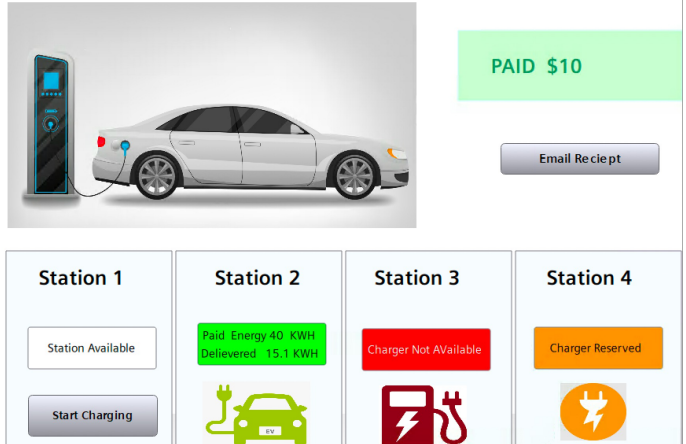 PAID $10
Email Reciept
Station 1
Station 2
Station 3
Station 4
Station Available
Paid Energy 40 KWH
Delievered 15.1 KWH
Charger Not AVailable
Charger Reserved
Start Charging
EV